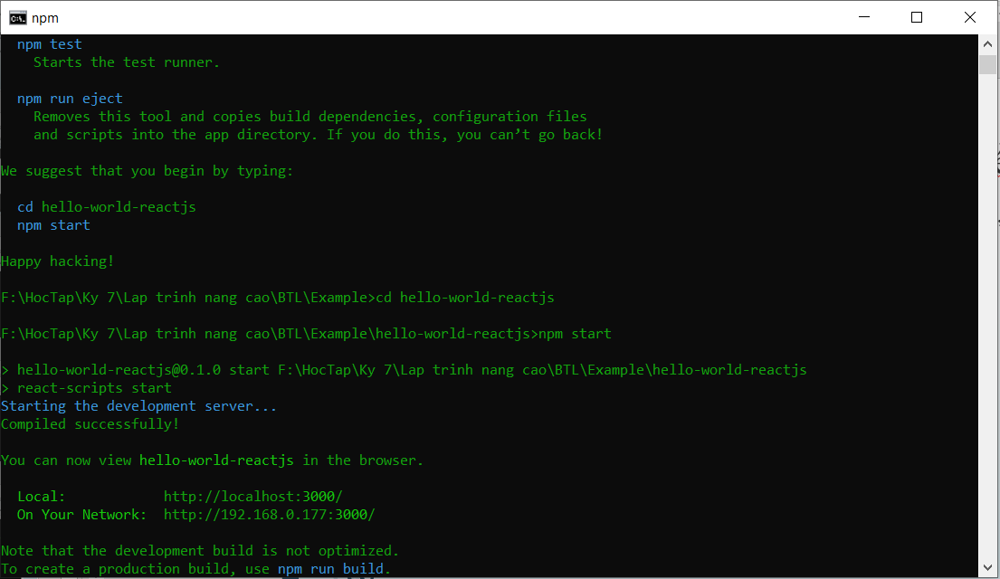 npm
npm test
Starts the test runner.
npm run eject
Removes this tool and copies build dependencies, configuration files
and scripts into the app directory. If you do this, you can’t go back!
We suggest that you begin by typing:
cd hello-world-reactjs
npm start
Happy hacking!
F:\HocTap\Ky 7\Lap trinh nang cao\BTL\Example>cd hello-world-reactjs
F:\HocTap\Ky 7\Lap trinh nang cao\BTL\Example\hello-world-reactjs>npm start
> hello-world-reactjs@0.1.0 start F:\HocTap\Ky 7\Lap trinh nang cao\BTL\Example\hello-world-reactjs
> react-scripts start
Starting the development server...
Compiled successfully!
You can now view hello-world-reactjs in the browser.
Local: http://localhost:3000/
On Your Network: http://192.168.0.177:3000/
Note that the development build is not optimized.
To create a production build, use npm run build.